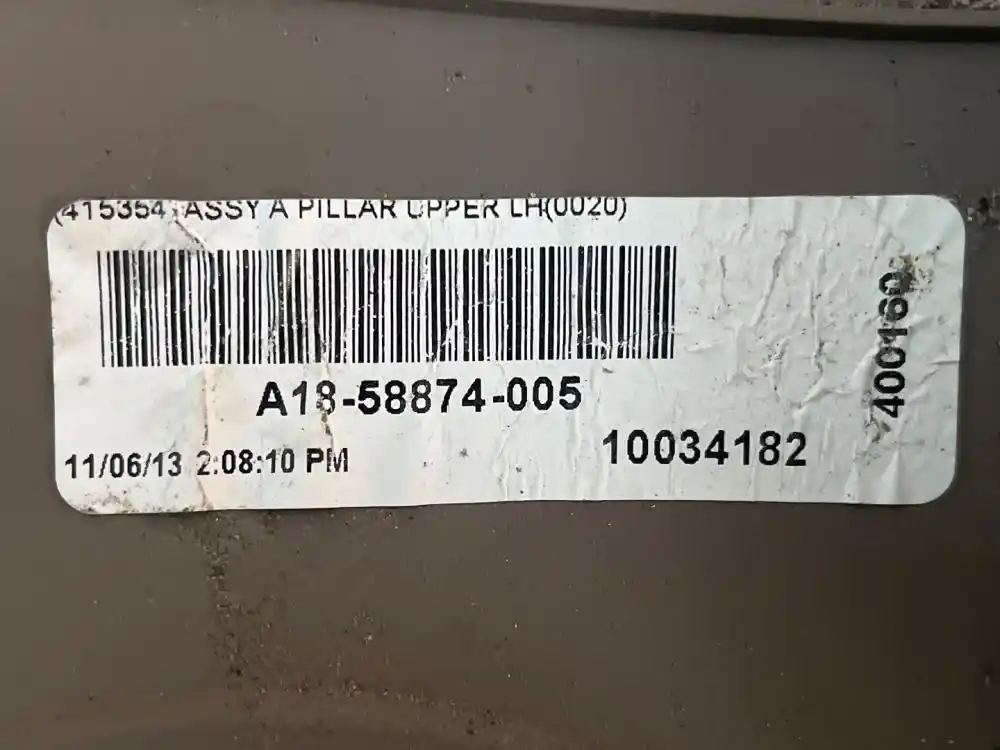 (415354) ASSY A PILLAR UPPER LH(0020)
A18-58874-005
11/06/13 2:08:10 PM
10034182
400160